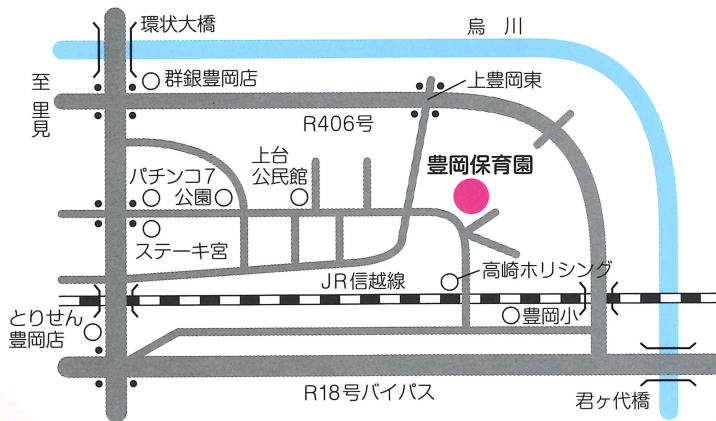 環状大橋
烏川
至里見
群銀豊岡店
上豊岡東
R406号
上台
公民館
豊岡保育園
パチンコ7
公園
ステーキ宮
JR信越線
高崎ホリシング
とりせん
豊岡店
豊岡小
R18号バイパス
君ヶ代橋